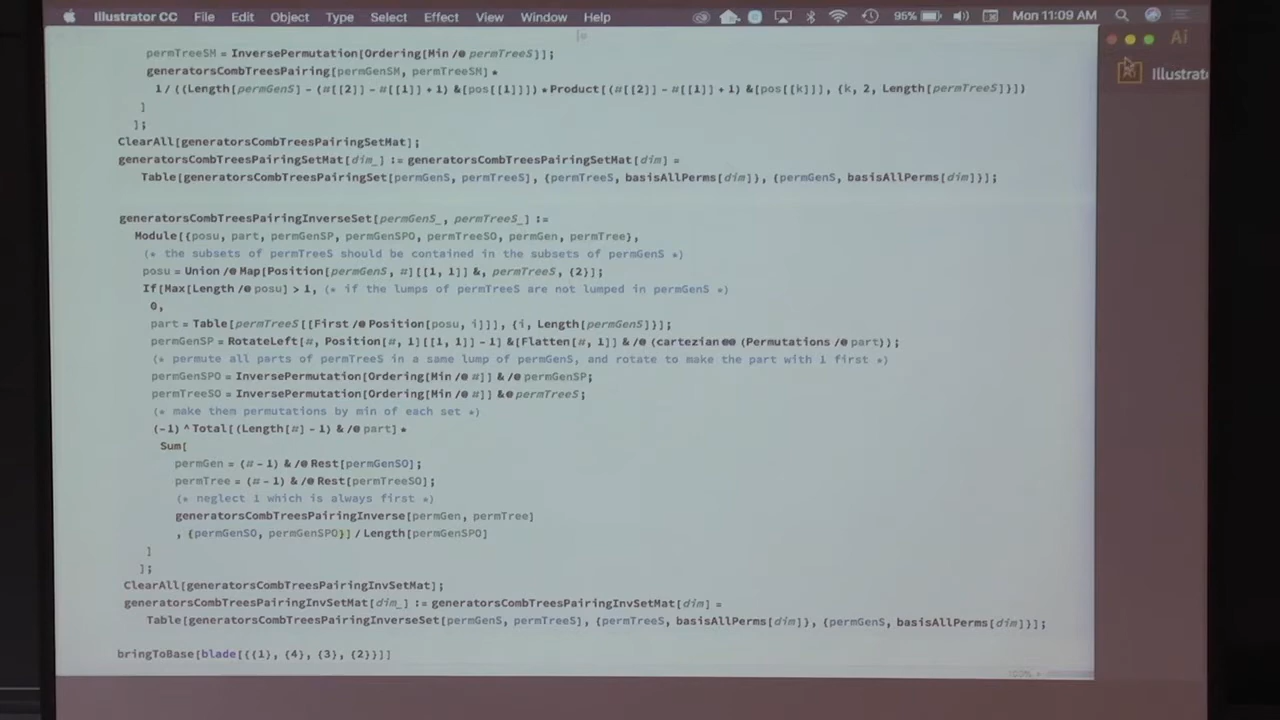 Illustrator CC File Edit Object Type Select Effect View Window Help 95% Mon 11:09 AM
Ai
Illustrat
permTreeSM = InversePermutation[Ordering[Min /@ permTreeS]];
generatorsCombTreesPairing[permGenSM, permTreeSM] *
1 / ((Length[permGenS] - (#[[2]] - #[[1]] + 1) &[pos[[1]]]) * Product[(#[[2]] - #[[1]] + 1) &[pos[[k]]], {k, 2, Length[permTreeS]}])
]
];
ClearAll[generatorsCombTreesPairingSetMat];
generatorsCombTreesPairingSetMat[dim_] := generatorsCombTreesPairingSetMat[dim] =
Table[generatorsCombTreesPairingSet[permGenS, permTreeS], {permTreeS, basisAllPerms[dim]}, {permGenS, basisAllPerms[dim]}];
generatorsCombTreesPairingInverseSet[permGenS_, permTreeS_] :=
Module[{posu, part, permGenSP, permGenSPO, permTreeSO, permGen, permTree},
(* the subsets of permTreeS should be contained in the subsets of permGenS *)
posu = Union /@ Map[Position[permGenS, #][[1, 1]] &, permTreeS, {2}];
If[Max[Length /@ posu] > 1, (* if the lumps of permTreeS are not lumped in permGenS *)
0,
part = Table[permTreeS[[First /@ Position[posu, i]]], {i, Length[permGenS]}];
permGenSP = RotateLeft[#, Position[#, 1][[1, 1]] - 1] &[Flatten[#, 1]] & /@ (cartezian @@ (Permutations /@ part));
(* permute all parts of permTreeS in a same lump of permGenS, and rotate to make the part with 1 first *)
permGenSPO = InversePermutation[Ordering[Min /@ #]] & /@ permGenSP;
permTreeSO = InversePermutation[Ordering[Min /@ #]] &@ permTreeS;
(* make them permutations by min of each set *)
(-1) ^ Total[(Length[#] - 1) & /@ part] *
Sum[
permGen = (# - 1) & /@ Rest[permGenSO];
permTree = (# - 1) & /@ Rest[permTreeSO];
(* neglect 1 which is always first *)
generatorsCombTreesPairingInverse[permGen, permTree]
, {permGenSO, permGenSPO}] / Length[permGenSPO]
]
];
ClearAll[generatorsCombTreesPairingInvSetMat];
generatorsCombTreesPairingInvSetMat[dim_] := generatorsCombTreesPairingInvSetMat[dim] =
Table[generatorsCombTreesPairingInverseSet[permGenS, permTreeS], {permTreeS, basisAllPerms[dim]}, {permGenS, basisAllPerms[dim]}];
bringToBase[blade[{{1}, {4}, {3}, {2}}]]
100%